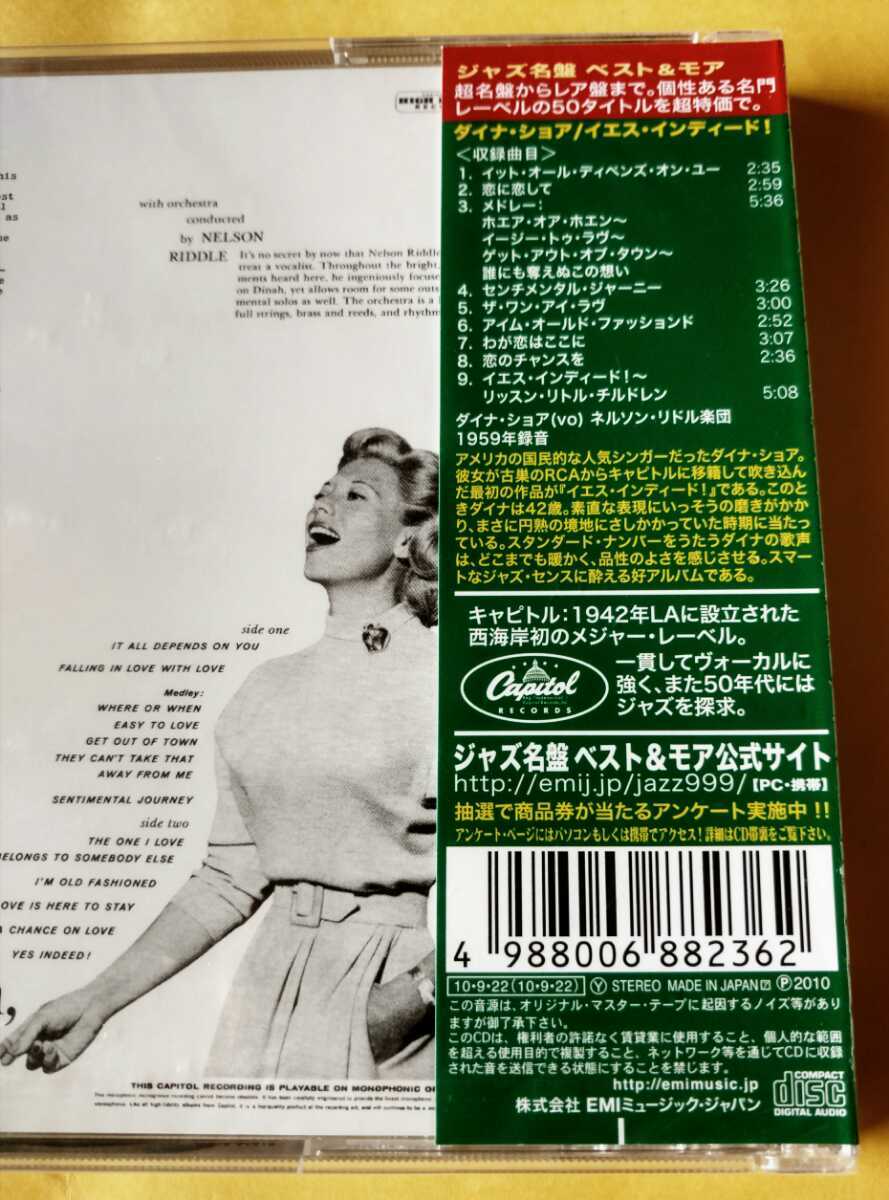 his
est
al
as
ne
e
HIGH
with orchestra
conducted
by NELSON
RIDDLE
It's no secret by now that Nelson Riddle
treat a vocalist. Throughout the bright,
ments heard here, he ingeniously focuse
on Dinah, yet allows room for some outs
mental solos as well. The orchestra is a
full strings, brass and reeds, and rhythm
side one
IT ALL DEPENDS ON YOU
FALLING IN LOVE WITH LOVE
Medley:
WHERE OR WHEN
EASY TO LOVE
GET OUT OF TOWN
THEY CAN'T TAKE THAT
AWAY FROM ME
SENTIMENTAL JOURNEY
side two
THE ONE I LOVE
BELONGS TO SOMEBODY ELSE
I'M OLD FASHIONED
OVE IS HERE TO STAY
A CHANCE ON LOVE
YES INDEED!
THIS CAPITOL RECORDING IS PLAYABLE ON MONOPHONIC O
ジャズ名盤 ベスト&モア
超名盤からレア盤まで。個性ある名門
レーベルの50タイトルを超特価で。
ダイナ・ショア/イエス・インディード!
<収録曲目>
1. イット・オール・ディペンズ・オン・ユー 2:35
2. 恋に恋して 2:59
3. メドレー: 5:36
ホエア・オア・ホエン～
イージー・トゥ・ラヴ～
ゲット・アウト・オブ・タウン～
誰にも奪えぬこの想い
4. センチメンタル・ジャーニー 3:26
5. ザ・ワン・アイ・ラヴ 3:00
6. アイム・オールド・ファッションド 2:52
7. わが恋はここに 3:07
8. 恋のチャンスを 2:36
9. イエス・インディード!～
リッスン・リトル・チルドレン 5:08
ダイナ・ショア(vo) ネルソン・リドル楽団
1959年録音
アメリカの国民的な人気シンガーだったダイナ・ショア。
彼女が古巣のRCAからキャピトルに移籍して吹き込ん
だ最初の作品が『イエス・インディード!』である。このと
きダイナは42歳。素直な表現にいっそうの磨きがかか
り、まさに円熟の境地にさしかかっていた時期に当たっ
ている。スタンダード・ナンバーをうたうダイナの歌声
は、どこまでも暖かく、品性のよさを感じさせる。スマー
トなジャズ・センスに酔える好アルバムである。
キャピトル:1942年LAに設立された
西海岸初のメジャー・レーベル。
Capitol
RECORDS
一貫してヴォーカルに
強く、また50年代には
ジャズを探求。
ジャズ名盤 ベスト&モア公式サイト
http://emij.jp/jazz999/【PC・携帯】
抽選で商品券が当たるアンケート実施中!!
アンケート・ページにはパソコンもしくは携帯でアクセス!詳細はCD帯裏をご覧下さい。
4 988006 882362
10・9・22(10・9・22) Ⓨ STEREO MADE IN JAPAN ℗2010
この音源は、オリジナル・マスター・テープに起因するノイズ等があり
ますが御了承下さい。
このCDは、権利者の許諾なく賃貸業に使用すること、個人的な範囲
を超える使用目的で複製すること、ネットワーク等を通じてCDに収録
された音を送信できる状態にすることを禁じます。
http://emimusic.jp
株式会社 EMIミュージック・ジャパン
COMPACT
disc
DIGITAL AUDIO